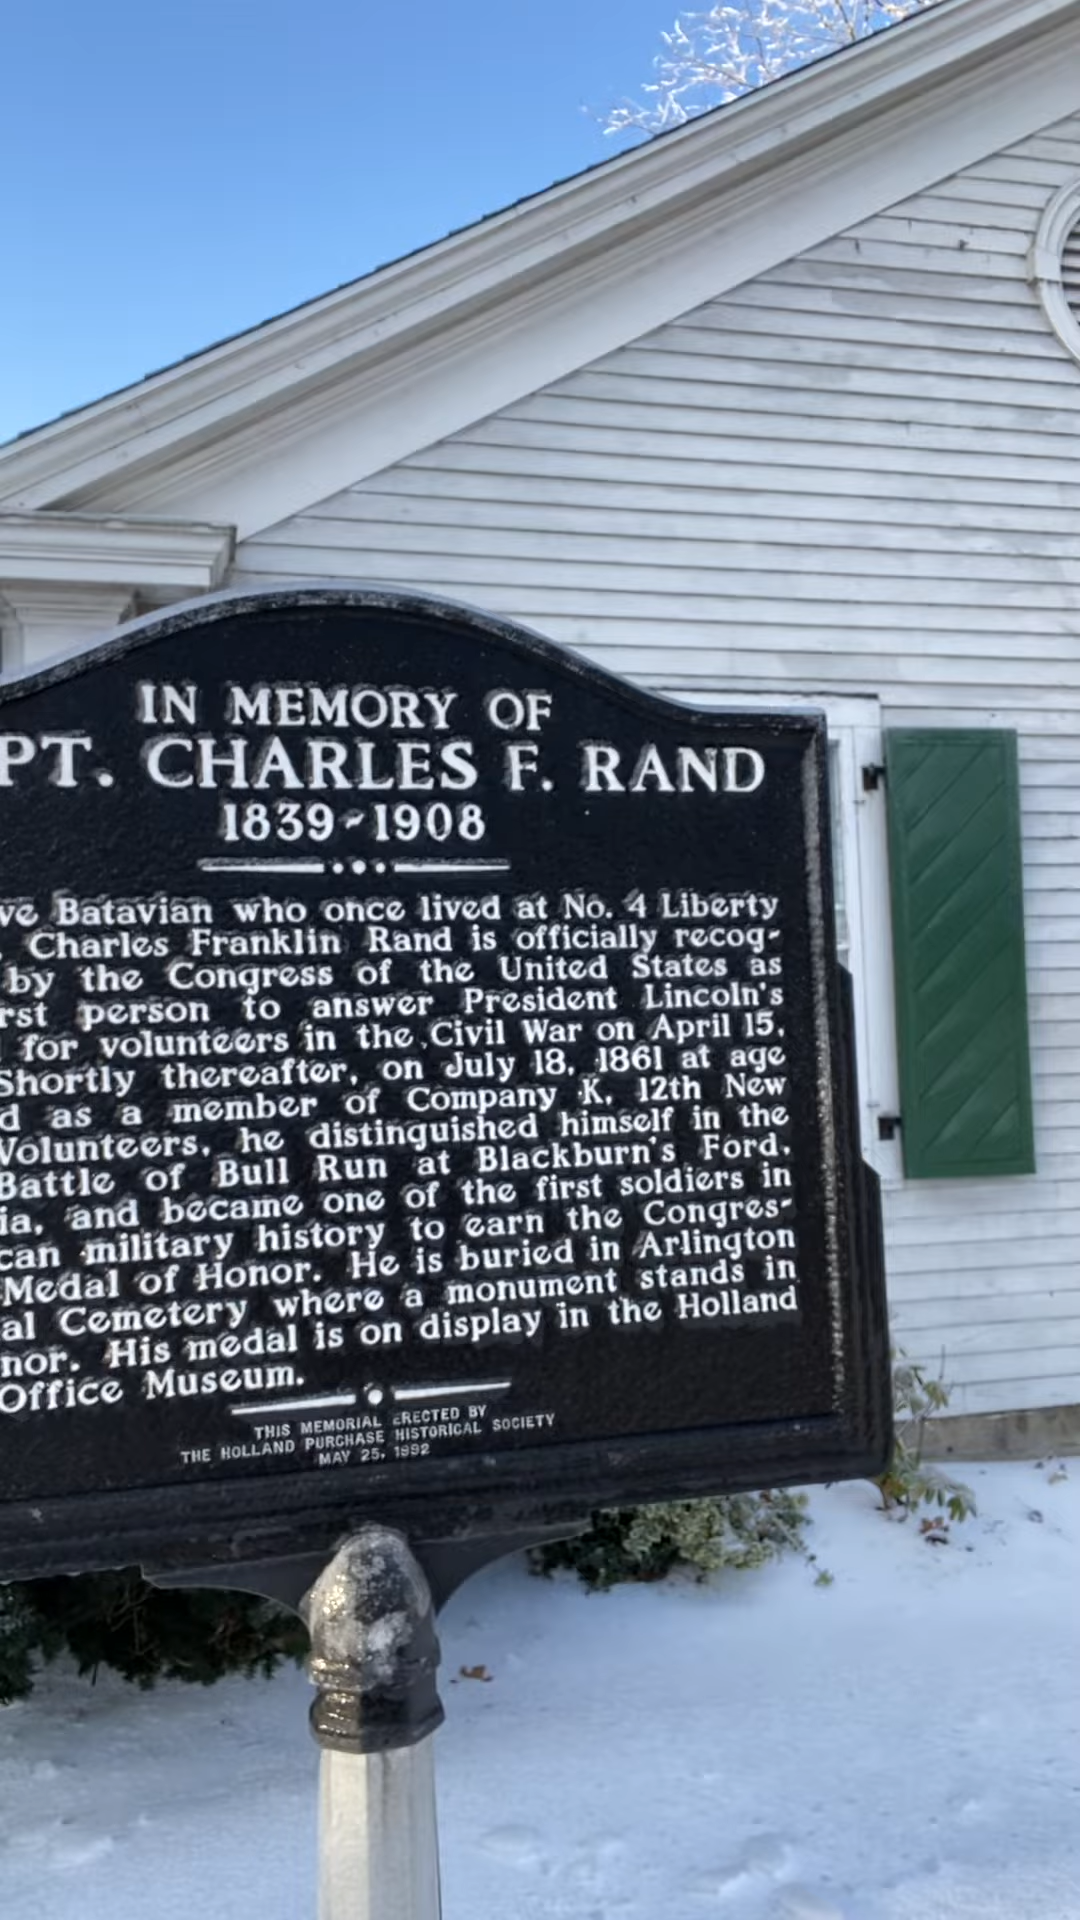 IN MEMORY OF
PT. CHARLES F. RAND
1839-1908
ve Batavian who once lived at No. 4 Liberty
. Charles Franklin Rand is officially recog-
by the Congress of the United States as
rst person to answer President Lincoln's
for volunteers in the Civil War on April 15,
Shortly thereafter, on July 18, 1861 at age
d as a member of Company K, 12th New
Volunteers, he distinguished himself in the
Battle of Bull Run at Blackburn's Ford,
ia, and became one of the first soldiers in
can military history to earn the Congres-
Medal of Honor. He is buried in Arlington
al Cemetery where a monument stands in
nor. His medal is on display in the Holland
Office Museum.
THIS MEMORIAL ERECTED BY
THE HOLLAND PURCHASE HISTORICAL SOCIETY
MAY 25, 1992